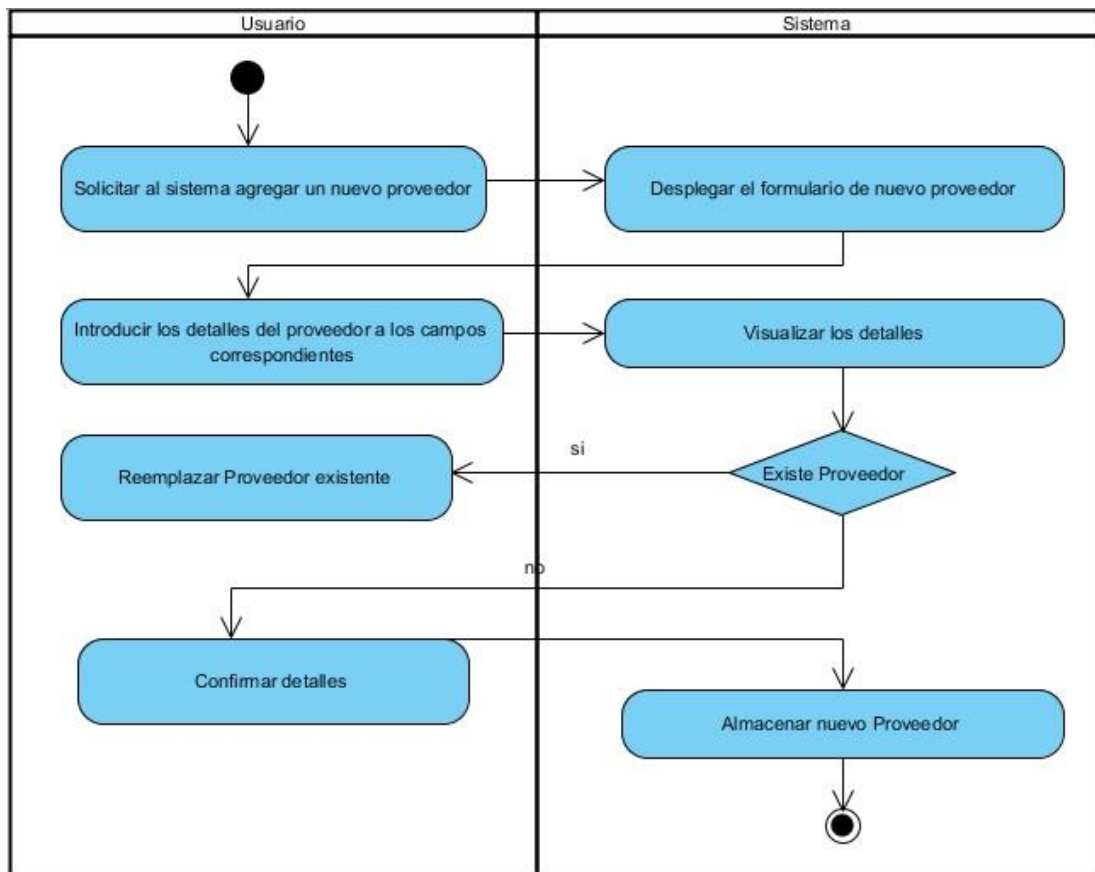 Usuario
Sistema
Solicitar al sistema agregar un nuevo proveedor
Desplegar el formulario de nuevo proveedor
Introducir los detalles del proveedor a los campos
correspondientes
Visualizar los detalles
Reemplazar Proveedor existente
si
Existe Proveedor
no
Confirmar detalles
Almacenar nuevo Proveedor